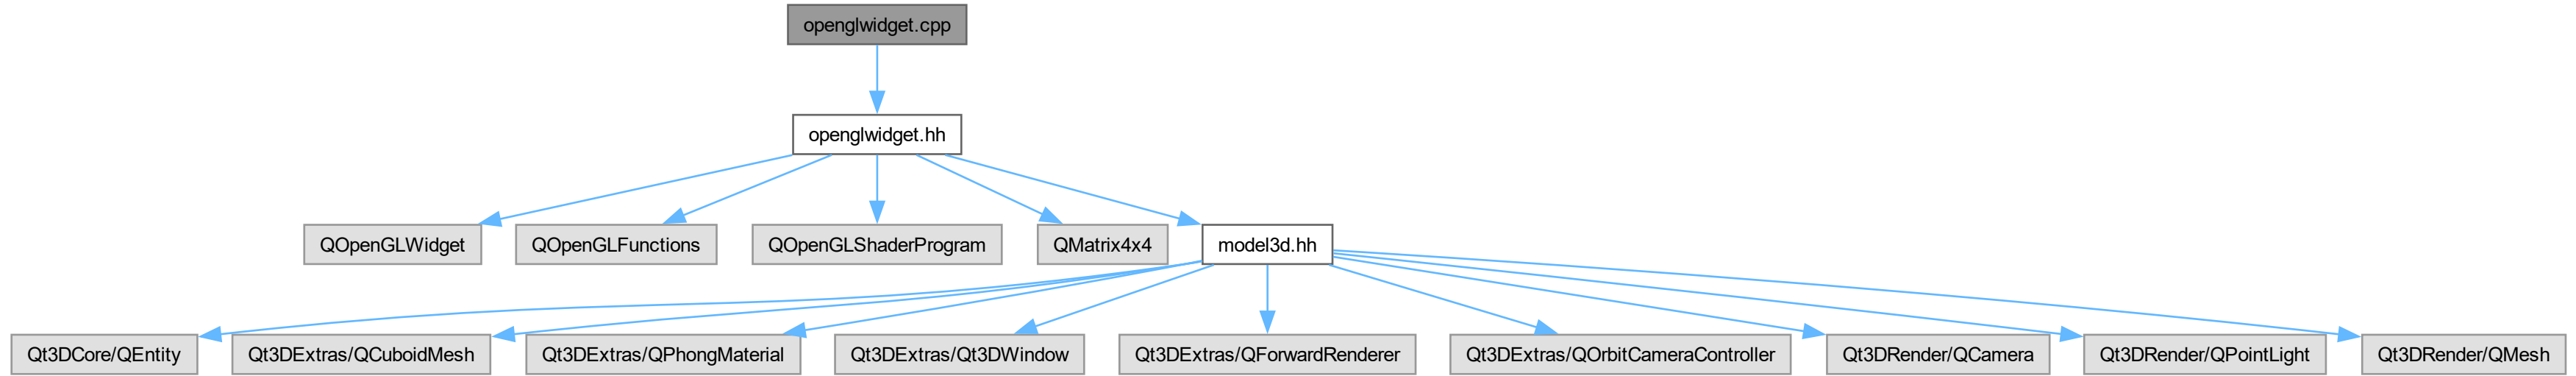 openglwidget.cpp
openglwidget.hh
QOpenGLWidget
QOpenGLFunctions
QOpenGLShaderProgram
QMatrix4x4
model3d.hh
Qt3DCore/QEntity
Qt3DExtras/QCuboidMesh
Qt3DExtras/QPhongMaterial
Qt3DExtras/Qt3DWindow
Qt3DExtras/QForwardRenderer
Qt3DExtras/QOrbitCameraController
Qt3DRender/QCamera
Qt3DRender/QPointLight
Qt3DRender/QMesh